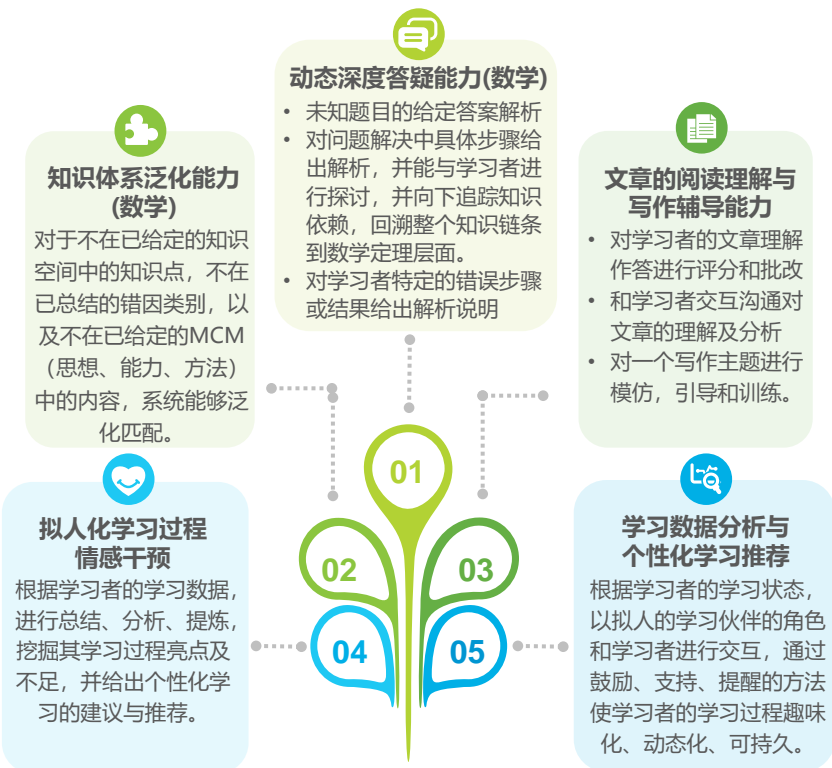 动态深度答疑能力(数学)
• 未知题目的给定答案解析
• 对问题解决中具体步骤给
出解析，并能与学习者进
行探讨，并向下追踪知识
依赖，回溯整个知识链条
到数学定理层面。
• 对学习者特定的错误步骤
或结果给出解析说明
知识体系泛化能力
(数学)
对于不在已给定的知识
空间中的知识点，不在
已总结的错因类别，以
及不在已给定的MCM
（思想、能力、方法）
中的内容，系统能够泛
化匹配。
文章的阅读理解与
写作辅导能力
• 对学习者的文章理解
作答进行评分和批改
• 和学习者交互沟通对
文章的理解及分析
• 对一个写作主题进行
模仿，引导和训练。
01
02
03
04
05
拟人化学习过程
情感干预
根据学习者的学习数据，
进行总结、分析、提炼，
挖掘其学习过程亮点及
不足，并给出个性化学
习的建议与推荐。
学习数据分析与
个性化学习推荐
根据学习者的学习状态，
以拟人的学习伙伴的角色
和学习者进行交互，通过
鼓励、支持、提醒的方法
使学习者的学习过程趣味
化、动态化、可持久。